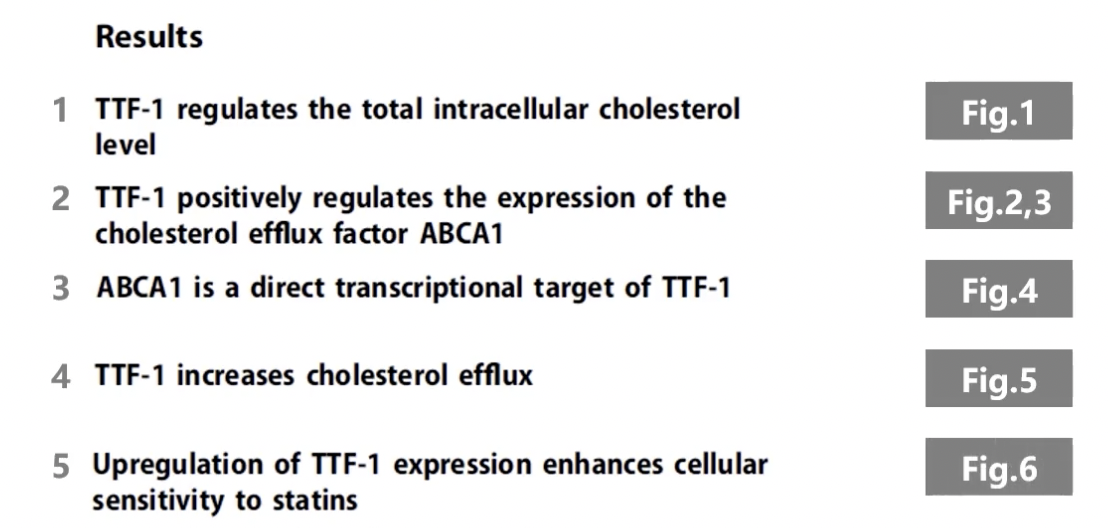 Results
1 TTF-1 regulates the total intracellular cholesterol Fig.1
level
2 TTF-1 positively regulates the expression of the Fig.2,3
cholesterol efflux factor ABCA1
3 ABCA1 is a direct transcriptional target of TTF-1 Fig.4
4 TTF-1 increases cholesterol efflux Fig.5
5 Upregulation of TTF-1 expression enhances cellular Fig.6
sensitivity to statins